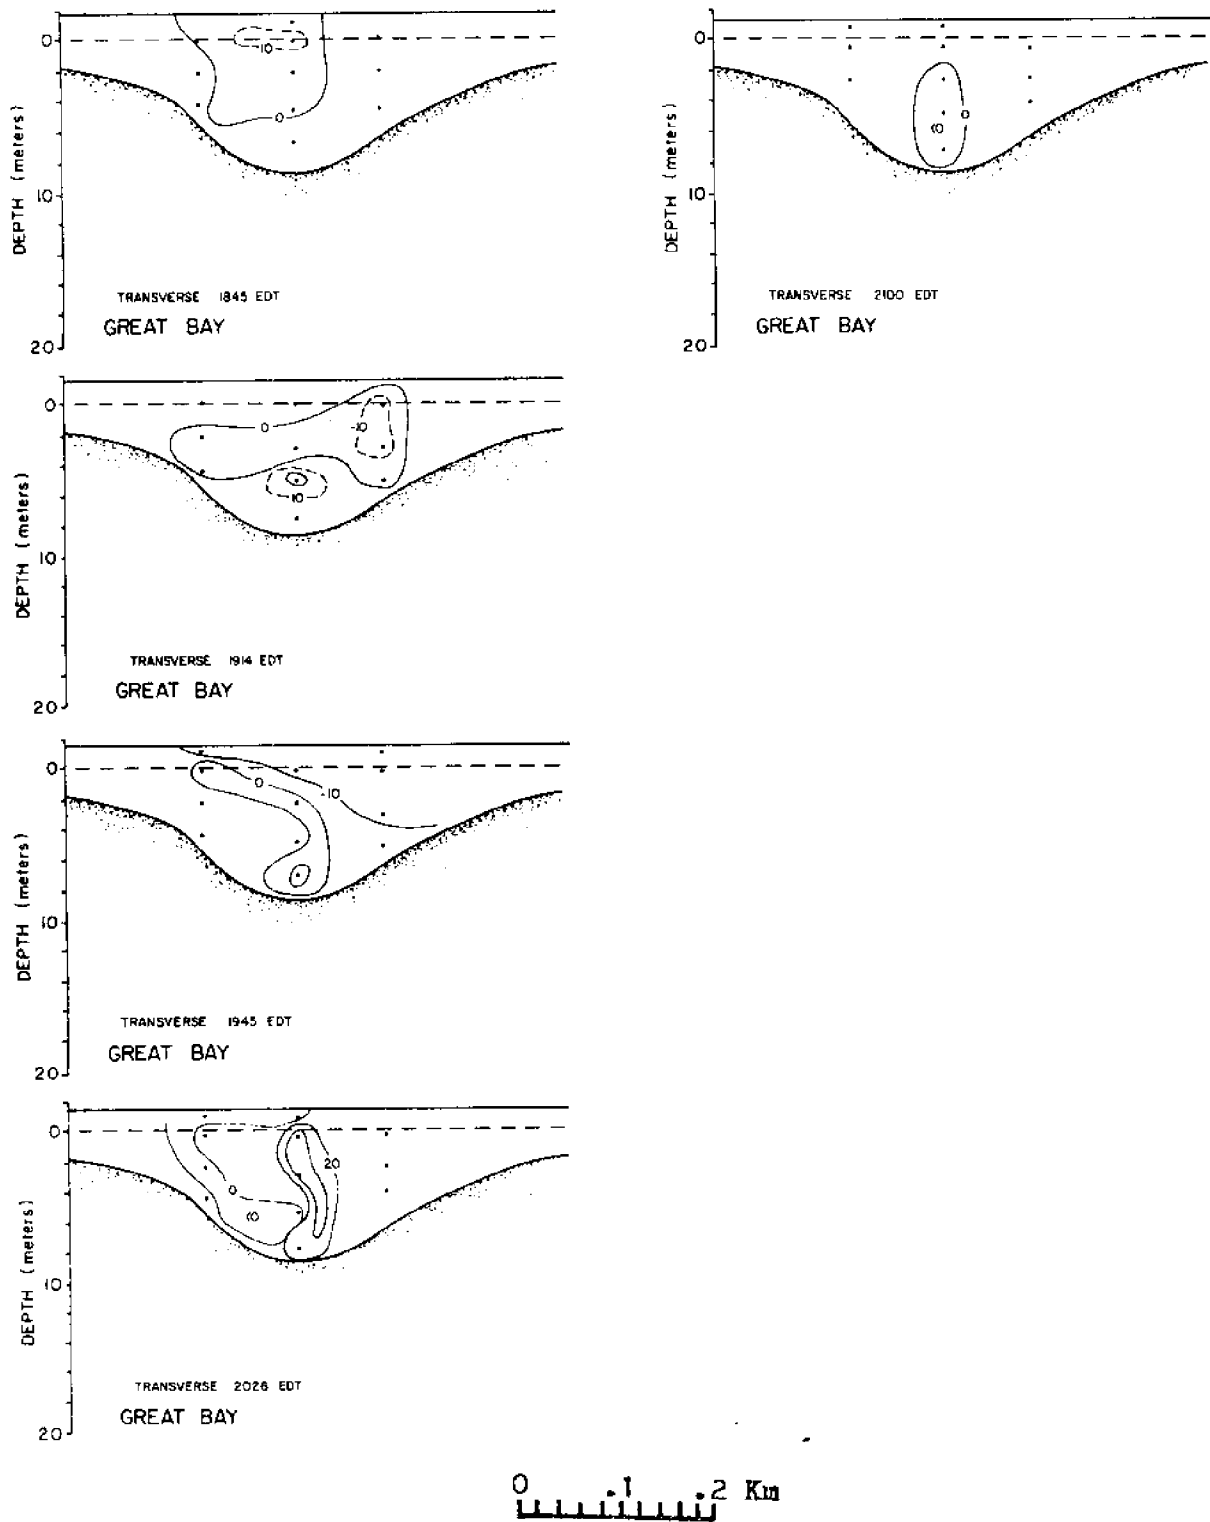 0
10
20
DEPTH (meters)
-10
0
TRANSVERSE 1845 EDT
GREAT BAY
0
10
20
DEPTH (meters)
0
10
TRANSVERSE 2100 EDT
GREAT BAY
0
10
20
DEPTH (meters)
0
-10
10
TRANSVERSE 1914 EDT
GREAT BAY
0
10
20
DEPTH (meters)
0
-10
TRANSVERSE 1945 EDT
GREAT BAY
0
10
20
DEPTH (meters)
0
10
20
TRANSVERSE 2026 EDT
GREAT BAY
0 .1 .2 Km